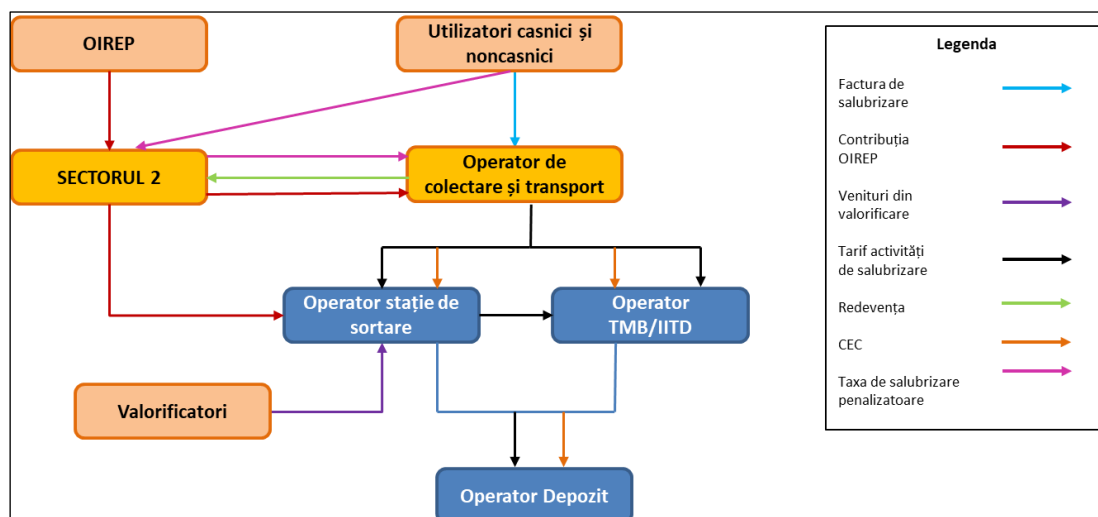 OIREP
Utilizatori casnici și
noncasnici
SECTORUL 2
Operator de
colectare și transport
Operator stație de
sortare
Operator
TMB/IITD
Valorificatori
Operator Depozit
Legenda
Factura de
salubrizare
Contribuția
OIREP
Venituri din
valorificare
Tarif activități
de salubrizare
Redevența
CEC
Taxa de salubrizare
penalizatoare